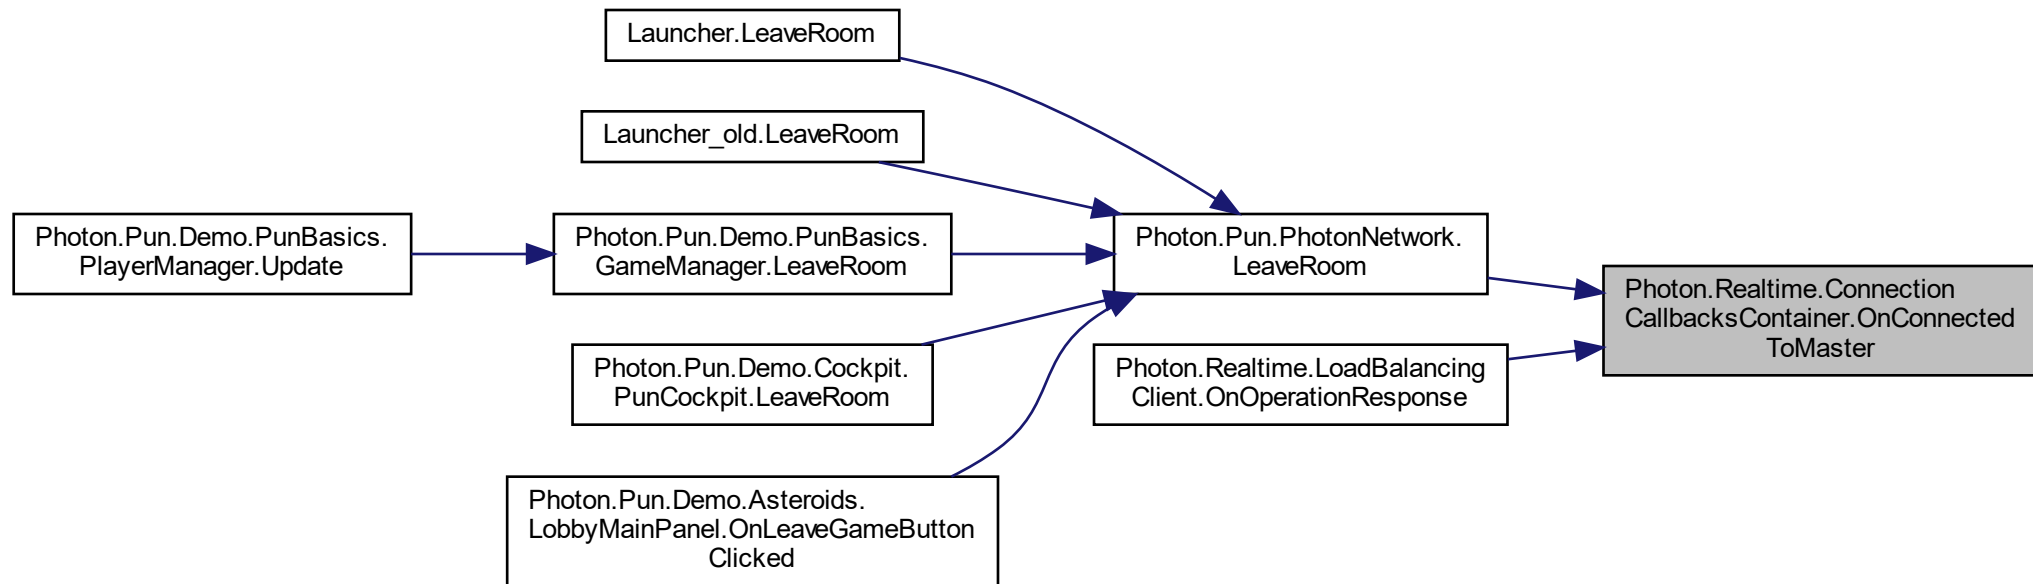 Launcher.LeaveRoom
Launcher_old.LeaveRoom
Photon.Pun.Demo.PunBasics.
PlayerManager.Update
Photon.Pun.Demo.PunBasics.
GameManager.LeaveRoom
Photon.Pun.PhotonNetwork.
LeaveRoom
Photon.Realtime.Connection
CallbacksContainer.OnConnected
ToMaster
Photon.Pun.Demo.Cockpit.
PunCockpit.LeaveRoom
Photon.Realtime.LoadBalancing
Client.OnOperationResponse
Photon.Pun.Demo.Asteroids.
LobbyMainPanel.OnLeaveGameButton
Clicked